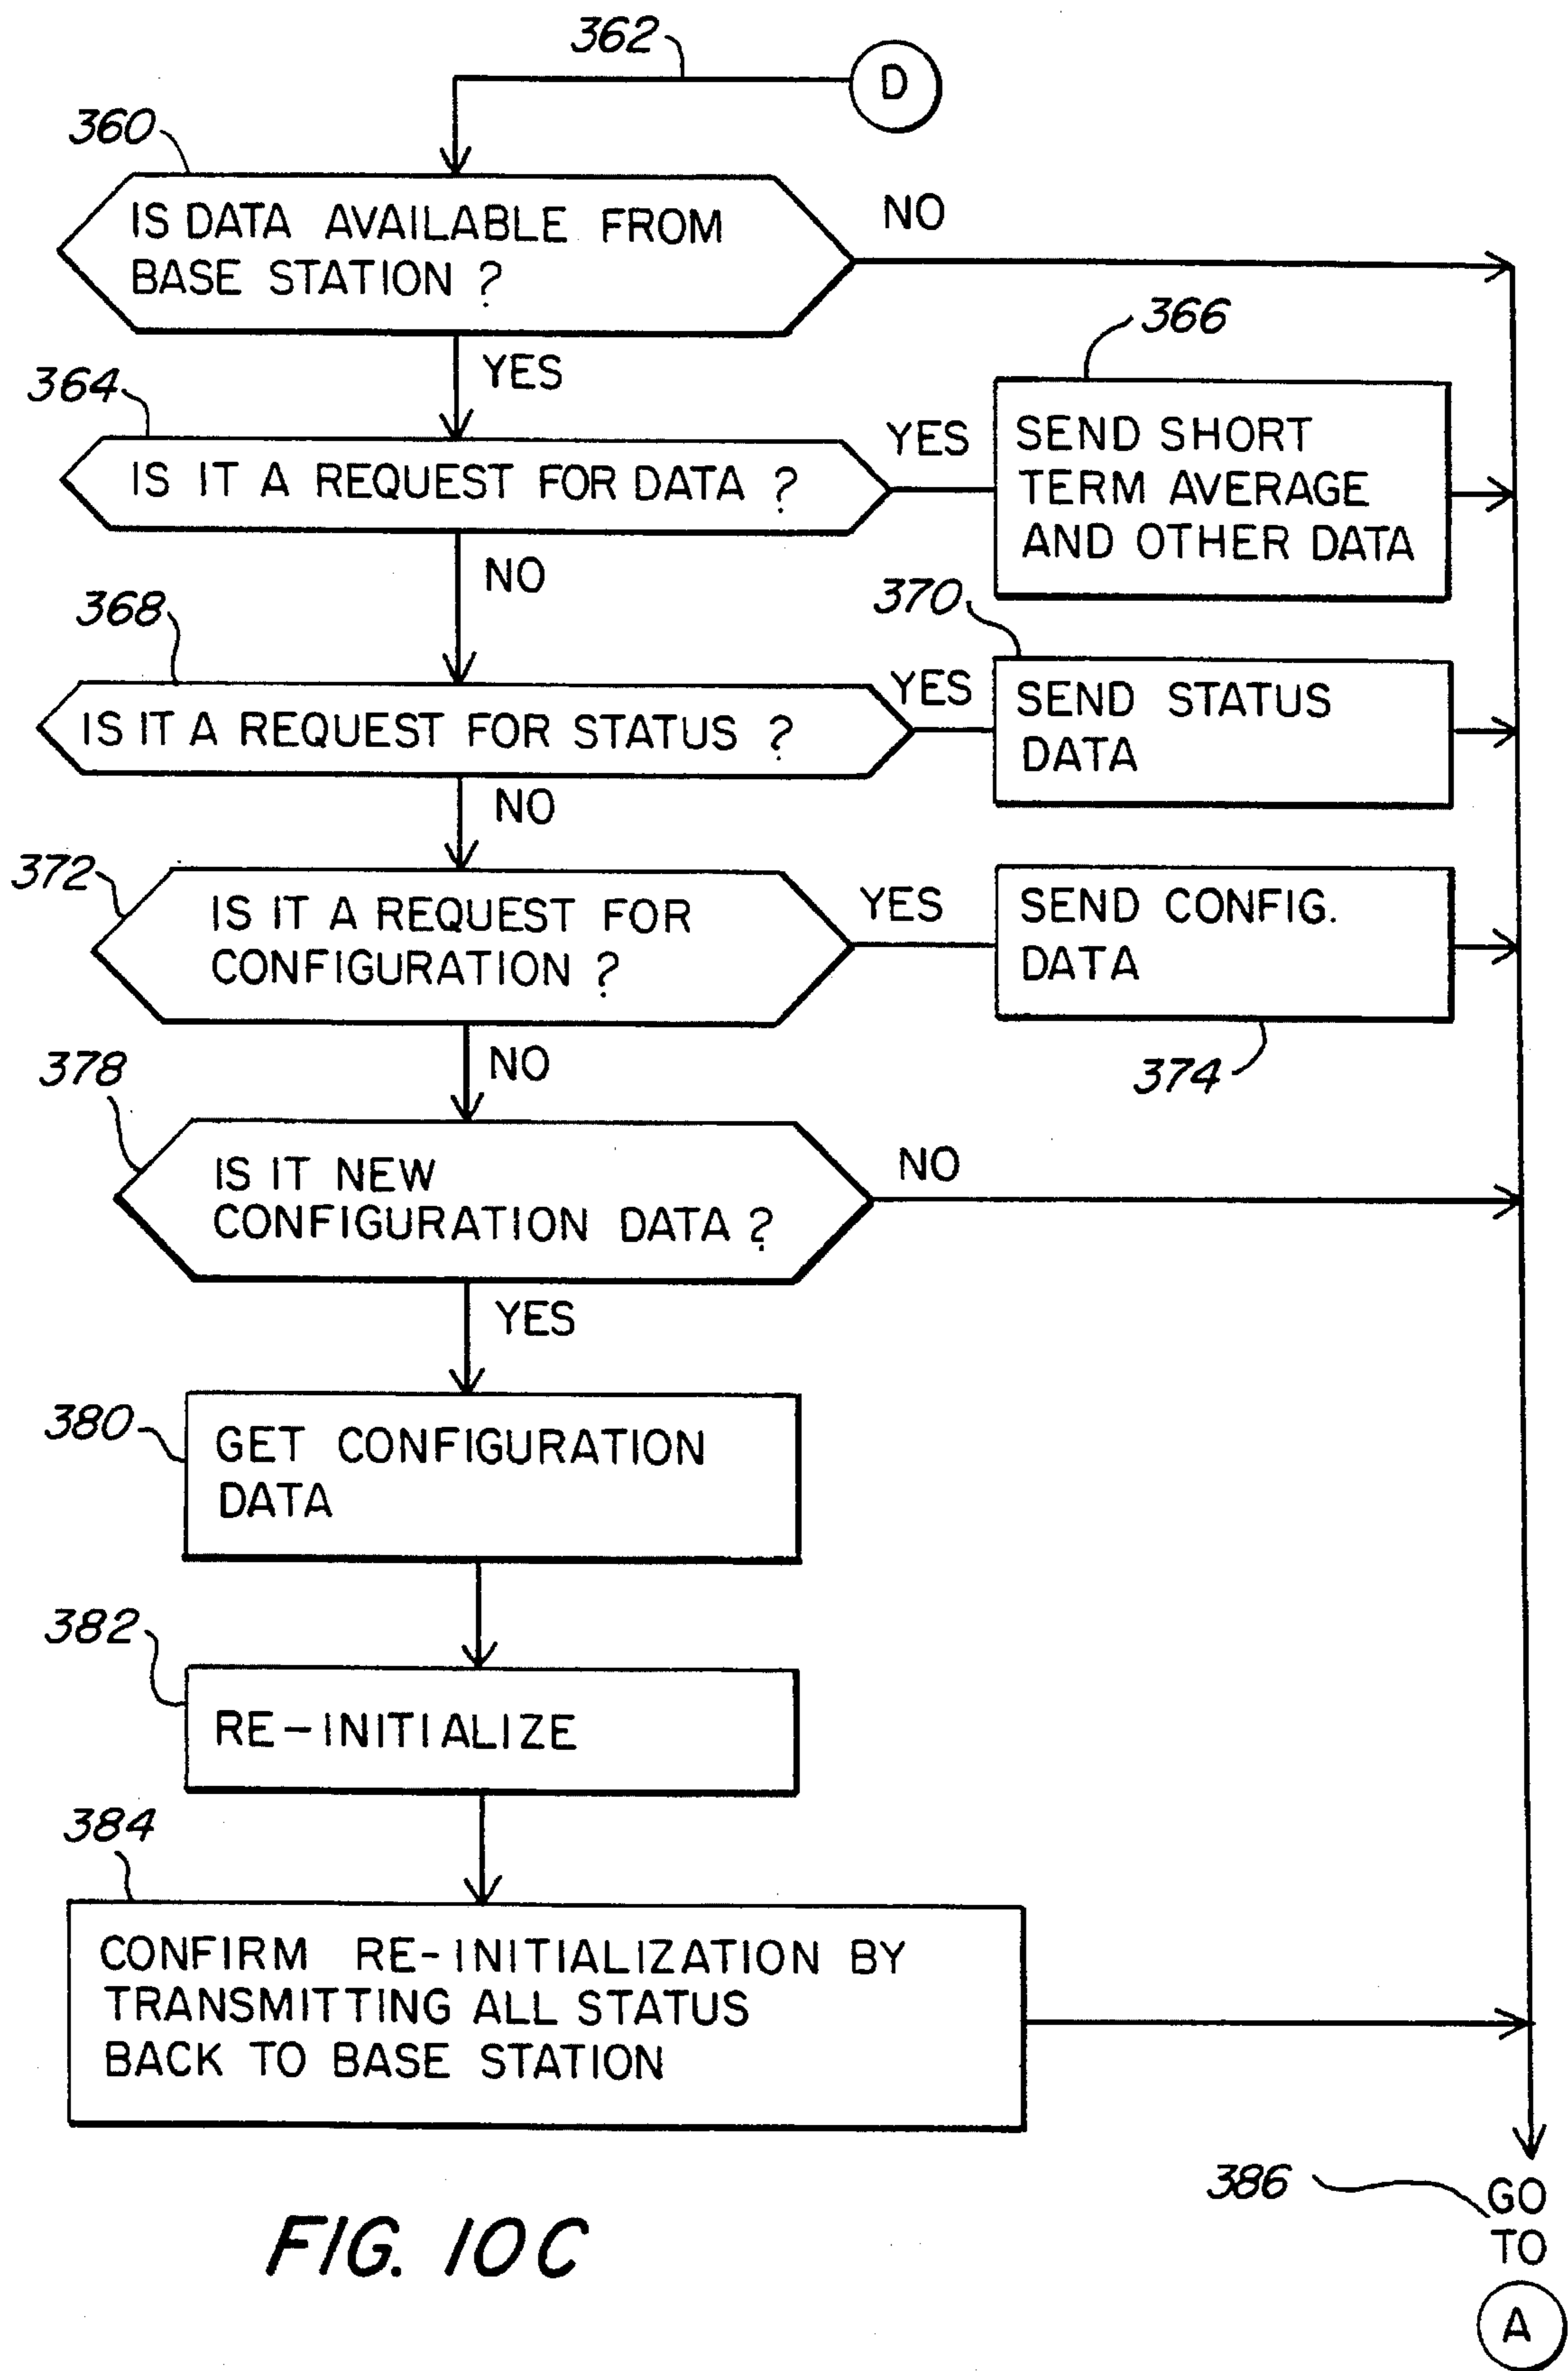 362
D
360
IS DATA AVAILABLE FROM
BASE STATION ?
NO
YES
366
364
IS IT A REQUEST FOR DATA ?
YES
SEND SHORT
TERM AVERAGE
AND OTHER DATA
NO
368
370
IS IT A REQUEST FOR STATUS ?
YES
SEND STATUS
DATA
NO
372
IS IT A REQUEST FOR
CONFIGURATION ?
YES
SEND CONFIG.
DATA
374
NO
378
IS IT NEW
CONFIGURATION DATA ?
NO
YES
380
GET CONFIGURATION
DATA
382
RE-INITIALIZE
384
CONFIRM RE-INITIALIZATION BY
TRANSMITTING ALL STATUS
BACK TO BASE STATION
386
GO
TO
A
FIG. 10C